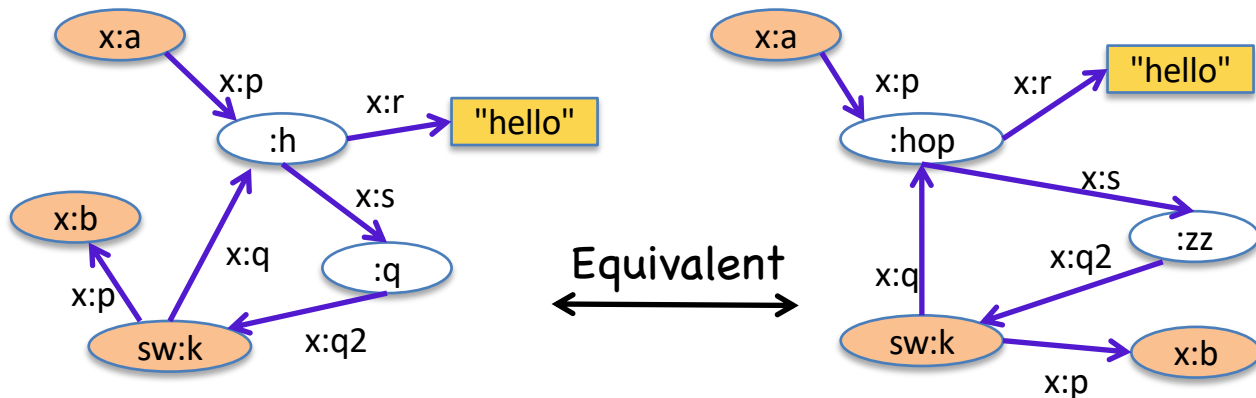 x:a
x:p
x:r
"hello"
:h
x:s
x:b
x:q
:q
x:p
sw:k
x:q2
Equivalent
x:a
x:p
x:r
"hello"
:hop
x:s
:zz
x:q
x:q2
sw:k
x:b
x:p